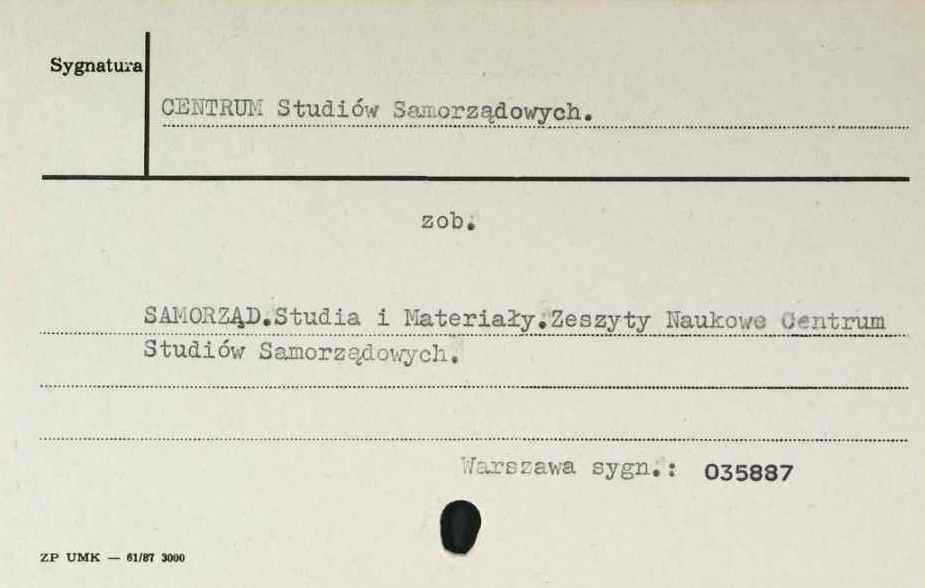 Sygnatura
CENTRUM Studiów Samorządowych.
zob.
SAMORZĄD.Studia i Materiały.Zeszyty Naukowe Centrum
Studiów Samorządowych.
Warszawa sygn.: 035887
ZP UMK — 61/87 3000